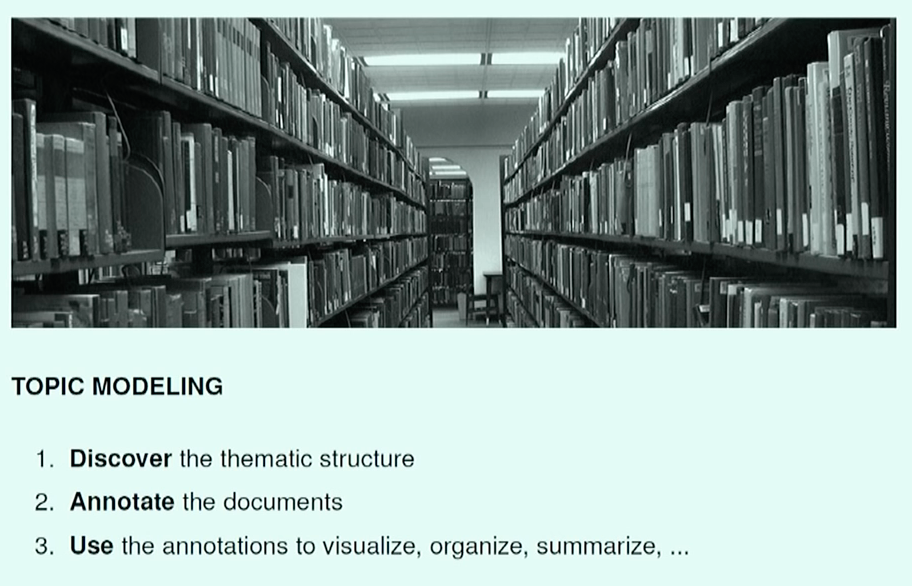 TOPIC MODELING
1. Discover the thematic structure
2. Annotate the documents
3. Use the annotations to visualize, organize, summarize, ...